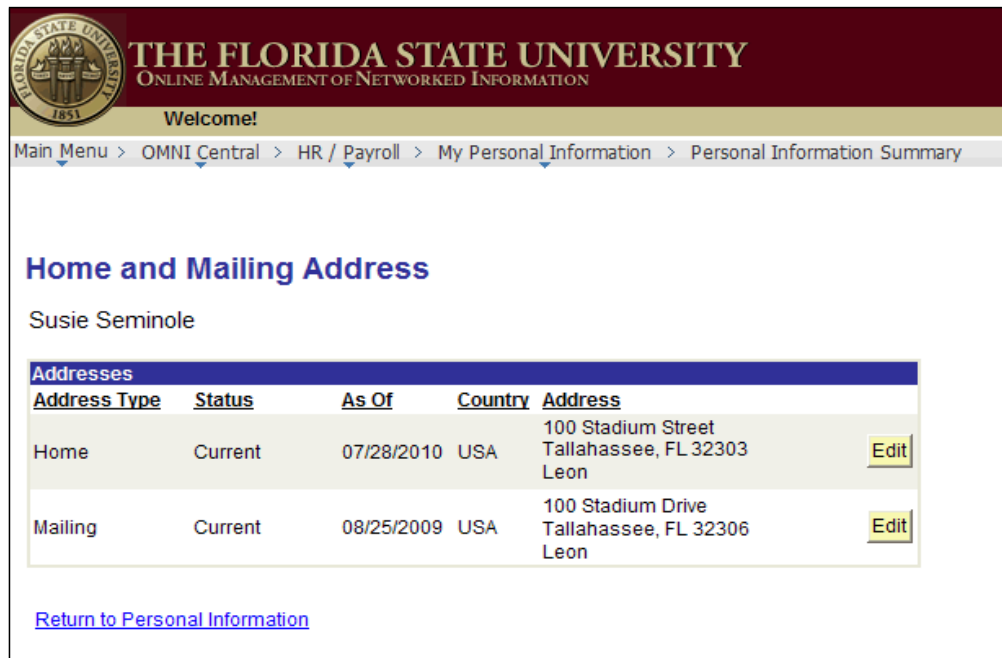 THE FLORIDA STATE UNIVERSITY
ONLINE MANAGEMENT OF NETWORKED INFORMATION
FLORIDA STATE UNIVERSITY
1851
Welcome!
Main Menu > OMNI Central > HR / Payroll > My Personal Information > Personal Information Summary
Home and Mailing Address
Susie Seminole
Addresses
Address Type Status As Of Country Address
100 Stadium Street
Home Current 07/28/2010 USA Tallahassee, FL 32303 Edit
Leon
100 Stadium Drive
Mailing Current 08/25/2009 USA Tallahassee, FL 32306 Edit
Leon
Return to Personal Information